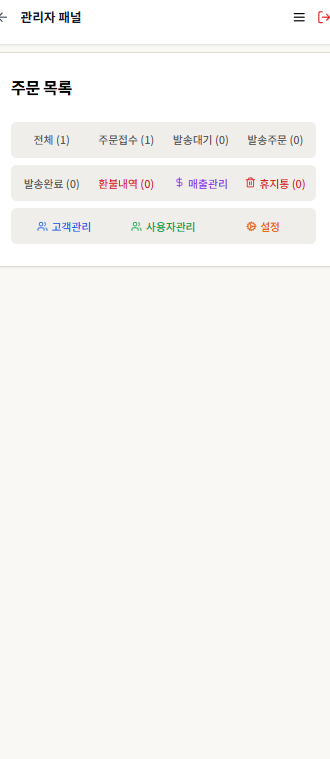 관리자 패널
주문 목록
전체 (1) 주문접수 (1) 발송대기 (0) 발송주문 (0)
발송완료 (0) 환불내역 (0) 매출관리 휴지통 (0)
고객관리 사용자관리 설정